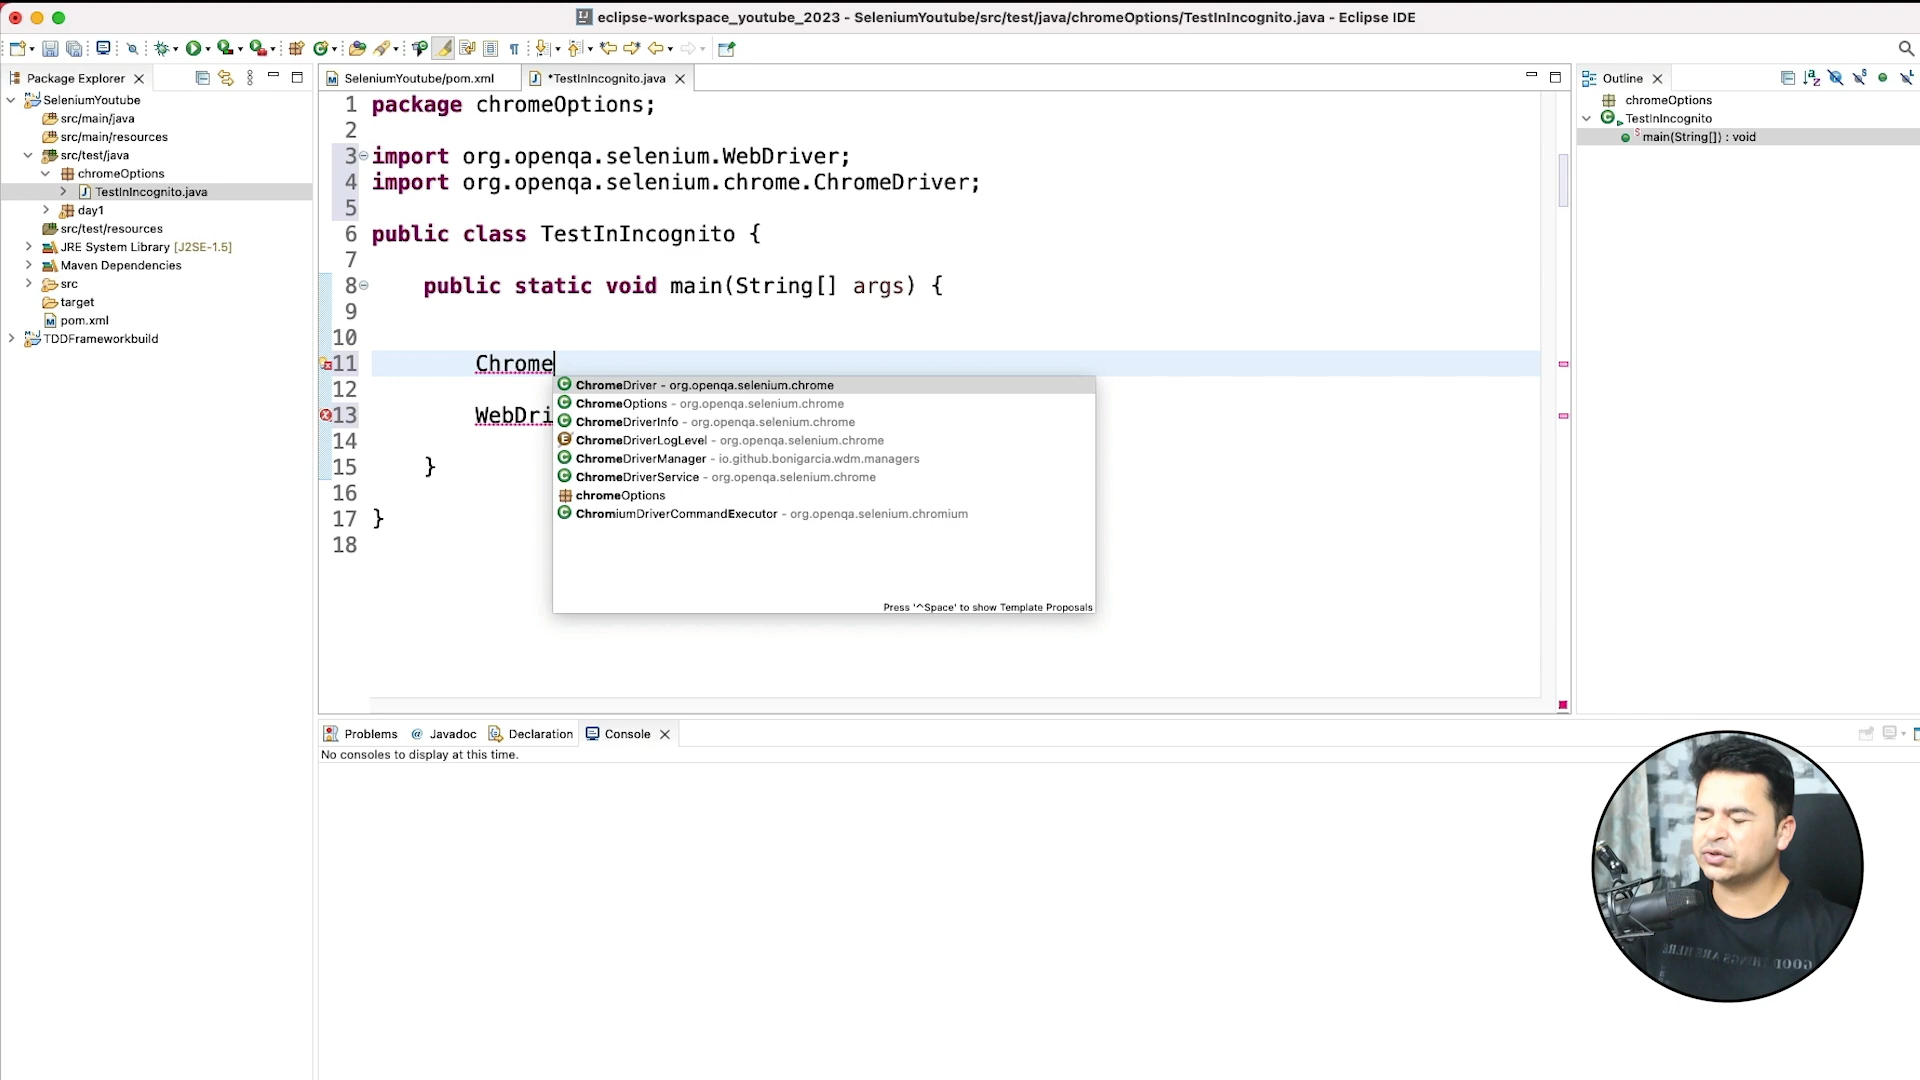 eclipse-workspace_youtube_2023 - SeleniumYoutube/src/test/java/chromeOptions/TestInIncognito.java - Eclipse IDE
Package Explorer
SeleniumYoutube
src/main/java
src/main/resources
src/test/java
chromeOptions
TestInIncognito.java
day1
src/test/resources
JRE System Library [J2SE-1.5]
Maven Dependencies
src
target
pom.xml
TDDFrameworkbuild
SeleniumYoutube/pom.xml
*TestInIncognito.java
1 package chromeOptions;
2
3 import org.openqa.selenium.WebDriver;
4 import org.openqa.selenium.chrome.ChromeDriver;
5
6 public class TestInIncognito {
7
8 public static void main(String[] args) {
9
10
11 Chrome
12
13 WebDri
14
15 }
16
17 }
18
ChromeDriver - org.openqa.selenium.chrome
ChromeOptions - org.openqa.selenium.chrome
ChromeDriverInfo - org.openqa.selenium.chrome
ChromeDriverLogLevel - org.openqa.selenium.chrome
ChromeDriverManager - io.github.bonigarcia.wdm.managers
ChromeDriverService - org.openqa.selenium.chrome
chromeOptions
ChromiumDriverCommandExecutor - org.openqa.selenium.chromium
Press '^Space' to show Template Proposals
Outline
chromeOptions
TestInIncognito
main(String[]) : void
Problems
@ Javadoc
Declaration
Console
No consoles to display at this time.
GOOD THINGS ARE HERE